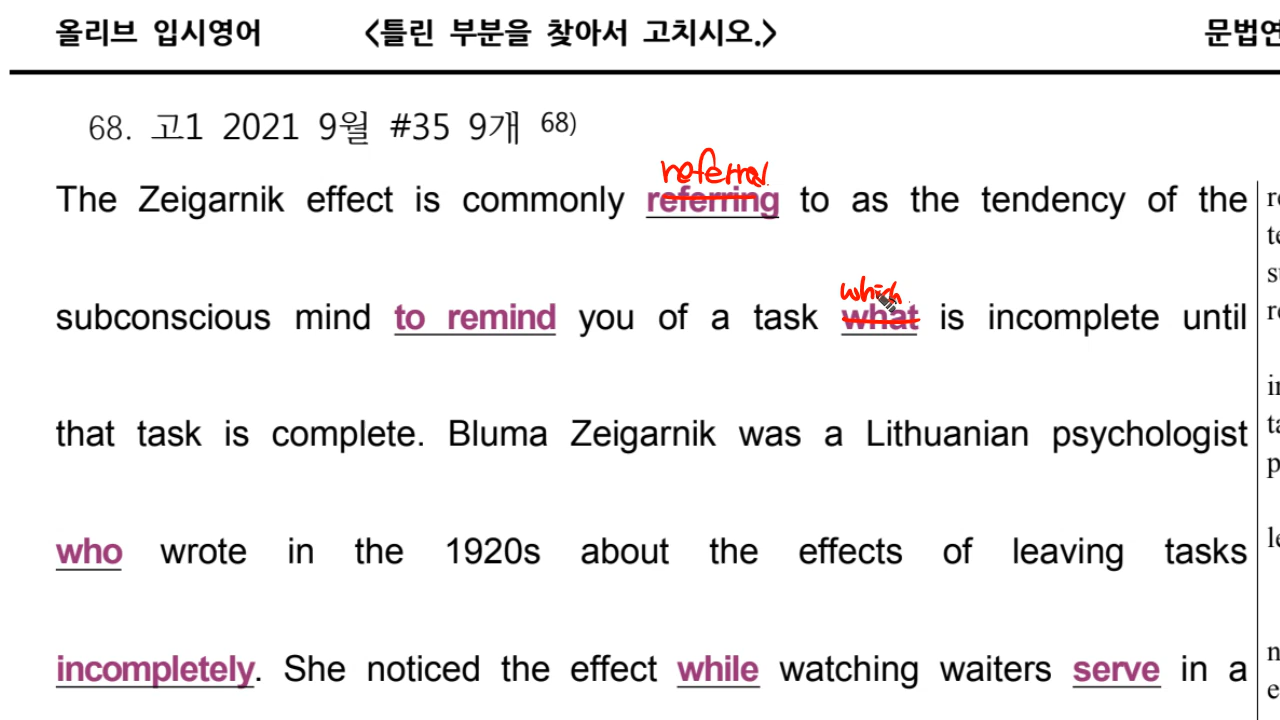 올리브 입시영어 <틀린 부분을 찾아서 고치시오.> 문법연
68. 고1 2021 9월 #35 9개 68)
The Zeigarnik effect is commonly referring to as the tendency of the
which
subconscious mind to remind you of a task what is incomplete until
that task is complete. Bluma Zeigarnik was a Lithuanian psychologist
who wrote in the 1920s about the effects of leaving tasks
incompletely. She noticed the effect while watching waiters serve in a